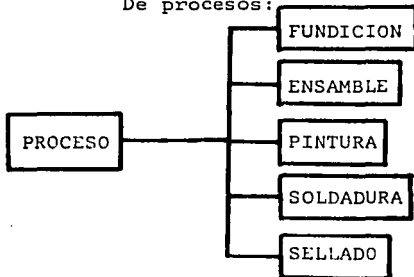 De procesos:
FUNDICION
ENSAMBLE
PROCESO
PINTURA
SOLDADURA
SELLADO